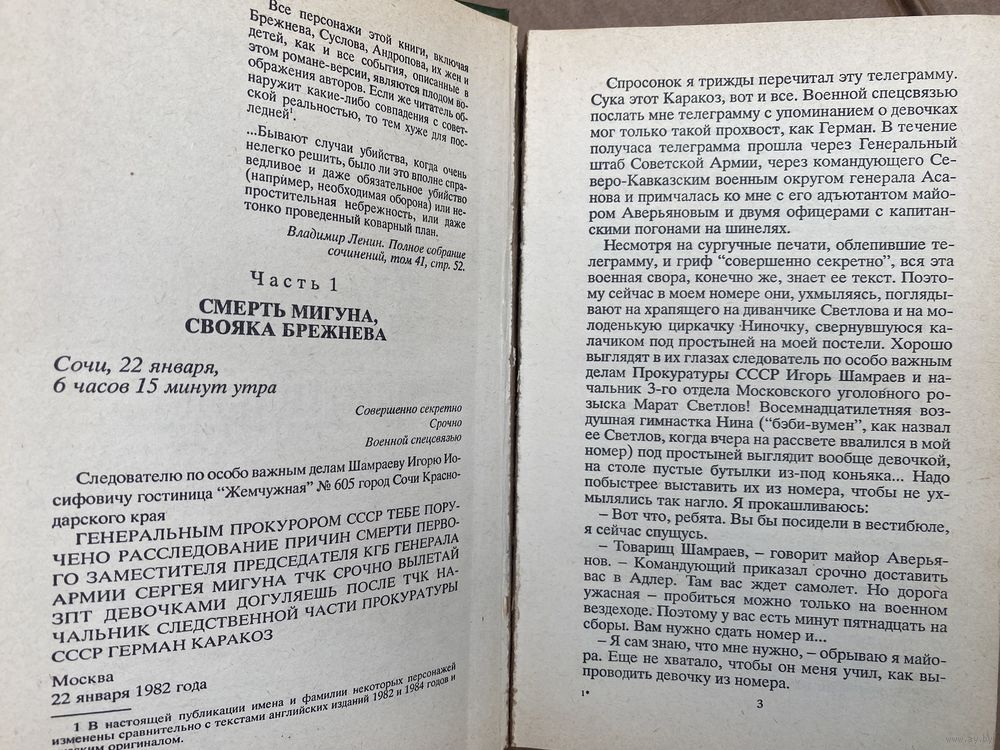 Все персонажи этой книги, включая
Брежнева, Суслова, Андропова, их жен и
детей, как и все события, описанные в
этом романе-версии, являются плодом во-
ображения авторов. Если же читатель об-
наружит какие-либо совпадения с совет-
ской реальностью, то тем хуже для пос-
ледней¹.
...Бывают случаи убийства, когда очень
нелегко решить, было ли это вполне спра-
ведливое и даже обязательное убийство
(например, необходимая оборона) или не-
простительная небрежность, или даже
тонко проведенный коварный план.
Владимир Ленин. Полное собрание
сочинений, том 41, стр. 52.
Часть 1
СМЕРТЬ МИГУНА,
СВОЯКА БРЕЖНЕВА
Сочи, 22 января,
6 часов 15 минут утра
Совершенно секретно
Срочно
Военной спецсвязью
Следователю по особо важным делам Шамраеву Игорю Ио-
сифовичу гостиница “Жемчужная” № 605 город Сочи Красно-
дарского края
ГЕНЕРАЛЬНЫМ ПРОКУРОРОМ СССР ТЕБЕ ПОРУ-
ЧЕНО РАССЛЕДОВАНИЕ ПРИЧИН СМЕРТИ ПЕРВО-
ГО ЗАМЕСТИТЕЛЯ ПРЕДСЕДАТЕЛЯ КГБ ГЕНЕРАЛА
АРМИИ СЕРГЕЯ МИГУНА ТЧК СРОЧНО ВЫЛЕТАЙ
ЗПТ ДЕВОЧКАМИ ДОГУЛЯЕШЬ ПОСЛЕ ТЧК НА-
ЧАЛЬНИК СЛЕДСТВЕННОЙ ЧАСТИ ПРОКУРАТУРЫ
СССР ГЕРМАН КАРАКОЗ
Москва
22 января 1982 года
1 В настоящей публикации имена и фамилии некоторых персонажей
изменены сравнительно с текстами английских изданий 1982 и 1984 годов и
оригиналом.
Спросонок я трижды перечитал эту телеграмму.
Сука этот Каракоз, вот и все. Военной спецсвязью
послать мне телеграмму с упоминанием о девочках
мог только такой прохвост, как Герман. В течение
получаса телеграмма прошла через Генеральный
штаб Советской Армии, через командующего Се-
веро-Кавказским военным округом генерала Аса-
нова и примчалась ко мне с его адъютантом майо-
ром Аверьяновым и двумя офицерами с капитан-
скими погонами на шинелях.
Несмотря на сургучные печати, облепившие те-
леграмму, и гриф “совершенно секретно”, вся эта
военная свора, конечно же, знает ее текст. Поэто-
му сейчас в моем номере они, ухмыляясь, погляды-
вают на храпящего на диванчике Светлова и на мо-
лоденькую циркачку Ниночку, свернувшуюся ка-
лачиком под простыней на моей постели. Хорошо
выглядят в их глазах следователь по особо важным
делам Прокуратуры СССР Игорь Шамраев и на-
чальник 3-го отдела Московского уголовного ро-
зыска Марат Светлов! Восемнадцатилетняя воз-
душная гимнастка Нина (“бэби-вумен”, как назвал
ее Светлов, когда вчера на рассвете ввалился в мой
номер) под простыней выглядит вообще девочкой,
на столе пустые бутылки из-под коньяка... Надо
побыстрее выставить их из номера, чтобы не ух-
мылялись так нагло. Я прокашливаюсь:
– Вот что, ребята. Вы бы посидели в вестибюле,
я сейчас спущусь.
– Товарищ Шамраев, – говорит майор Аверья-
нов. – Командующий приказал срочно доставить
вас в Адлер. Там вас ждет самолет. Но дорога
ужасная – пробиться можно только на военном
вездеходе. Поэтому у вас есть минут пятнадцать на
сборы. Вам нужно сдать номер и...
– Я сам знаю, что мне нужно, – обрываю я майо-
ра. Еще не хватало, чтобы он меня учил, как вы-
проводить девочку из номера.
1*
3
www.ay.by